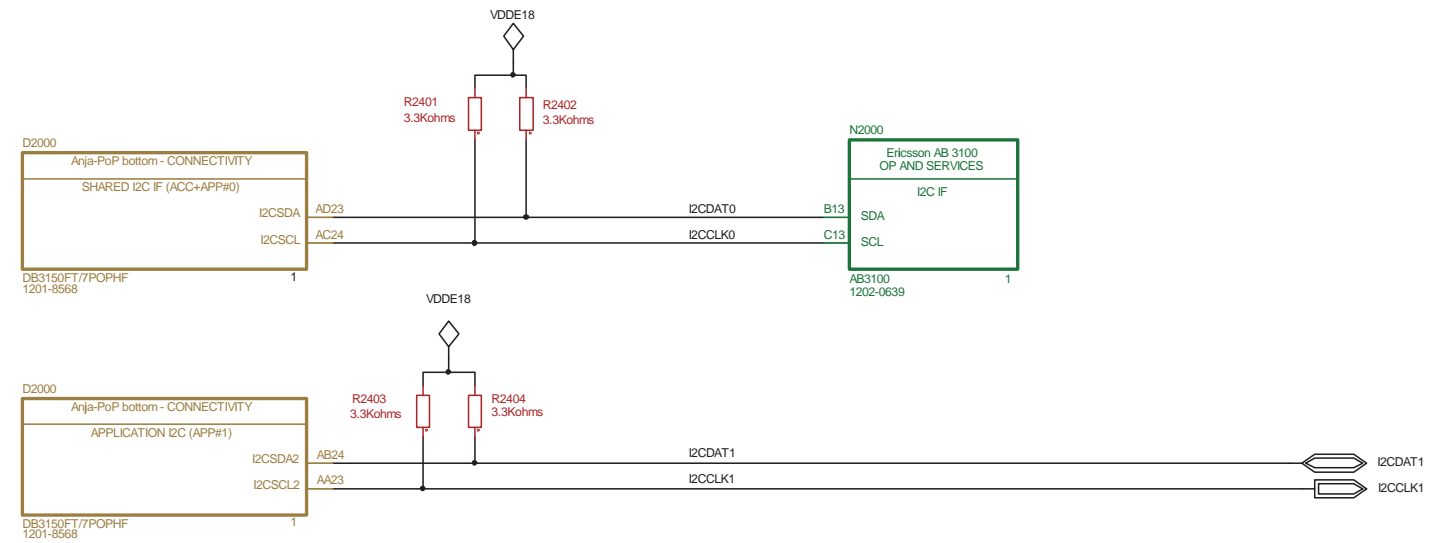 VDDE18
R2401
3.3Kohms
R2402
3.3Kohms
D2000
Anja-PoP bottom - CONNECTIVITY
SHARED I2C IF (ACC+APP#0)
I2CSDA AD23
I2CSCL AC24
DB3150FT/7POPHF 1
1201-8568
I2CDAT0
I2CCLK0
N2000
Ericsson AB 3100
OP AND SERVICES
I2C IF
B13 SDA
C13 SCL
AB3100 1
1202-0639
VDDE18
R2403
3.3Kohms
R2404
3.3Kohms
D2000
Anja-PoP bottom - CONNECTIVITY
APPLICATION I2C (APP#1)
I2CSDA2 AB24
I2CSCL2 AA23
DB3150FT/7POPHF 1
1201-8568
I2CDAT1
I2CCLK1
I2CDAT1
I2CCLK1